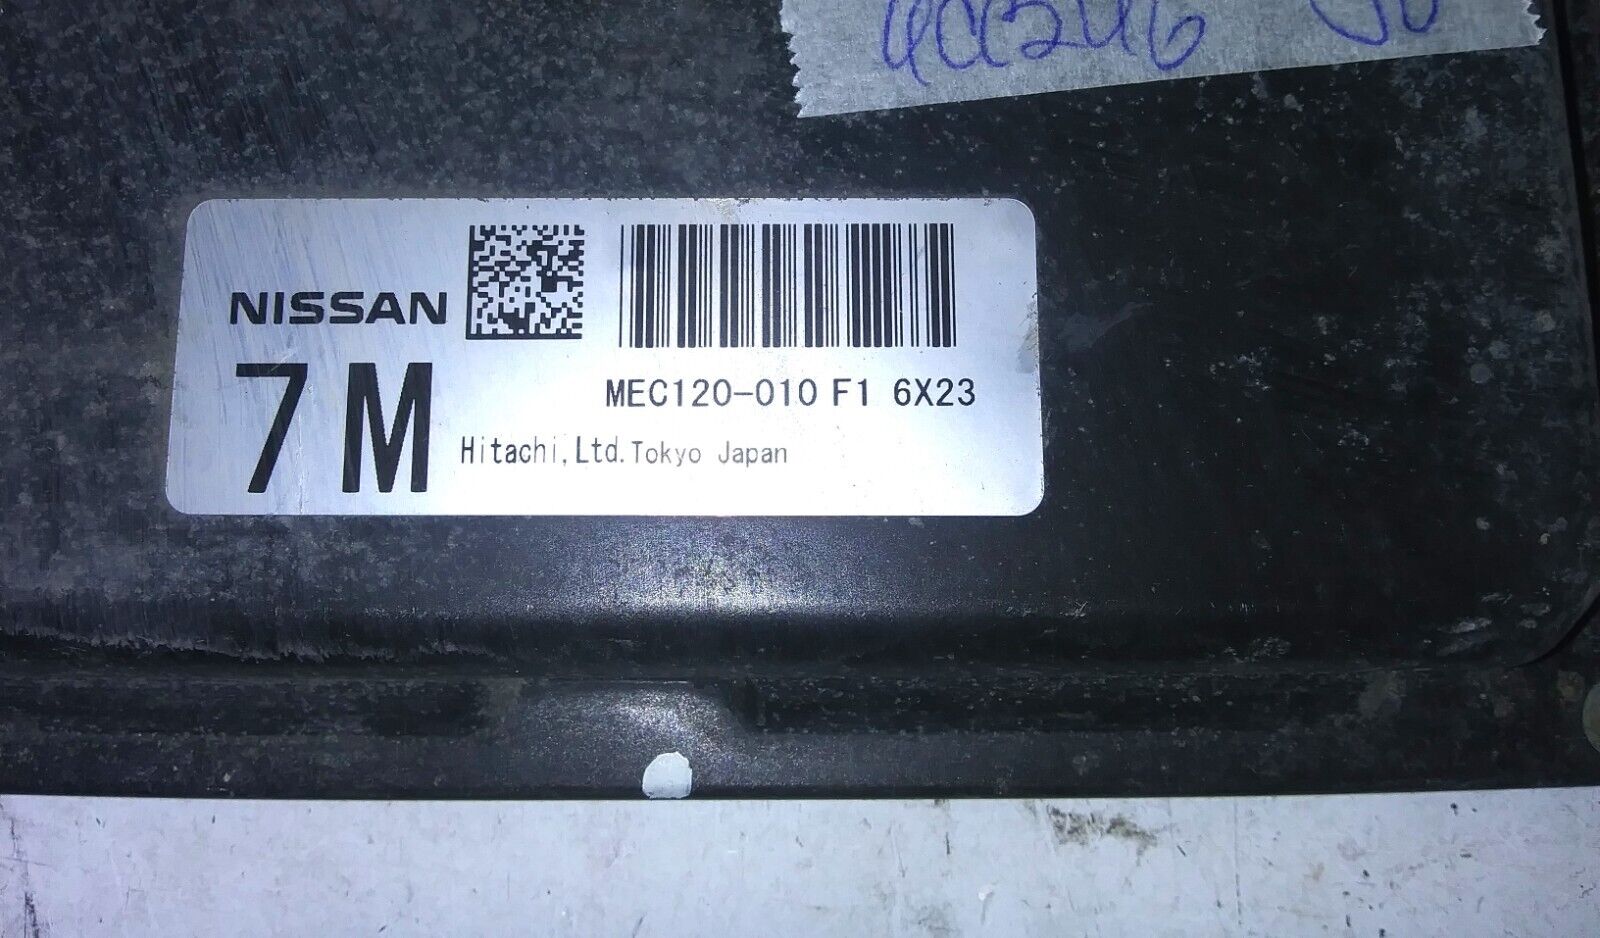 NISSAN
7M
MEC120-010 F1 6X23
Hitachi, Ltd. Tokyo Japan